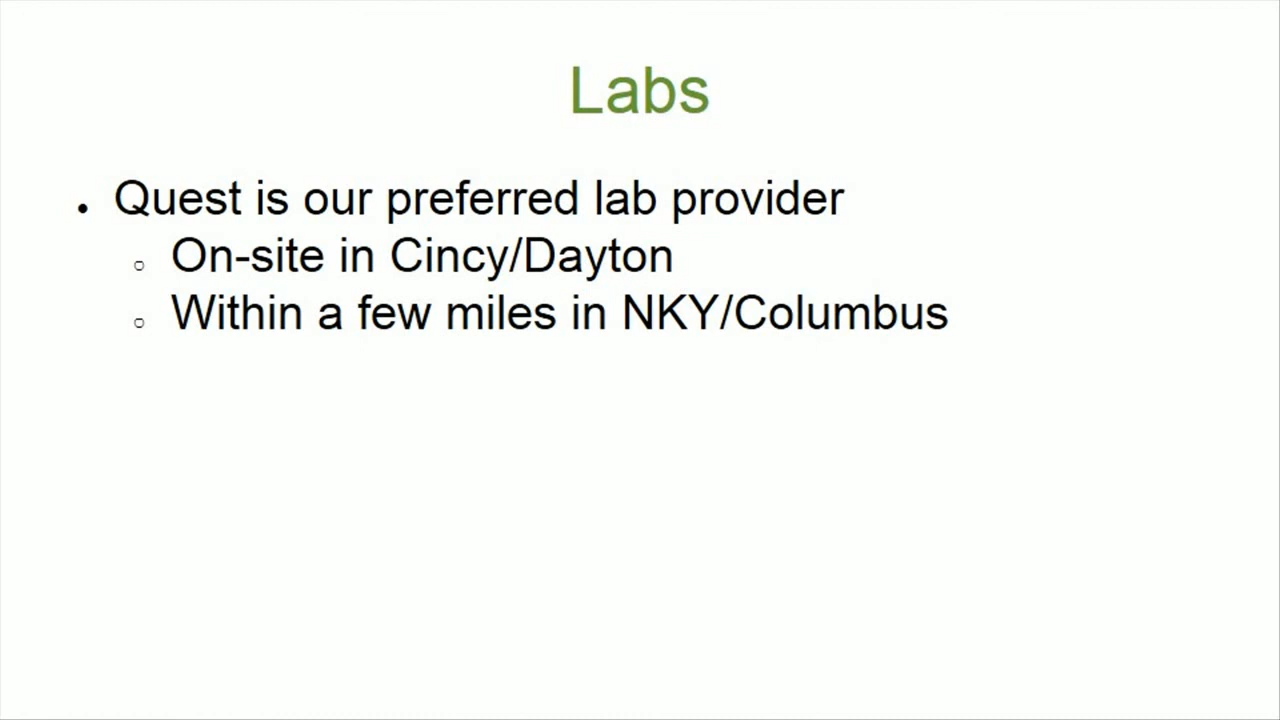 Labs
• Quest is our preferred lab provider
○ On-site in Cincy/Dayton
○ Within a few miles in NKY/Columbus